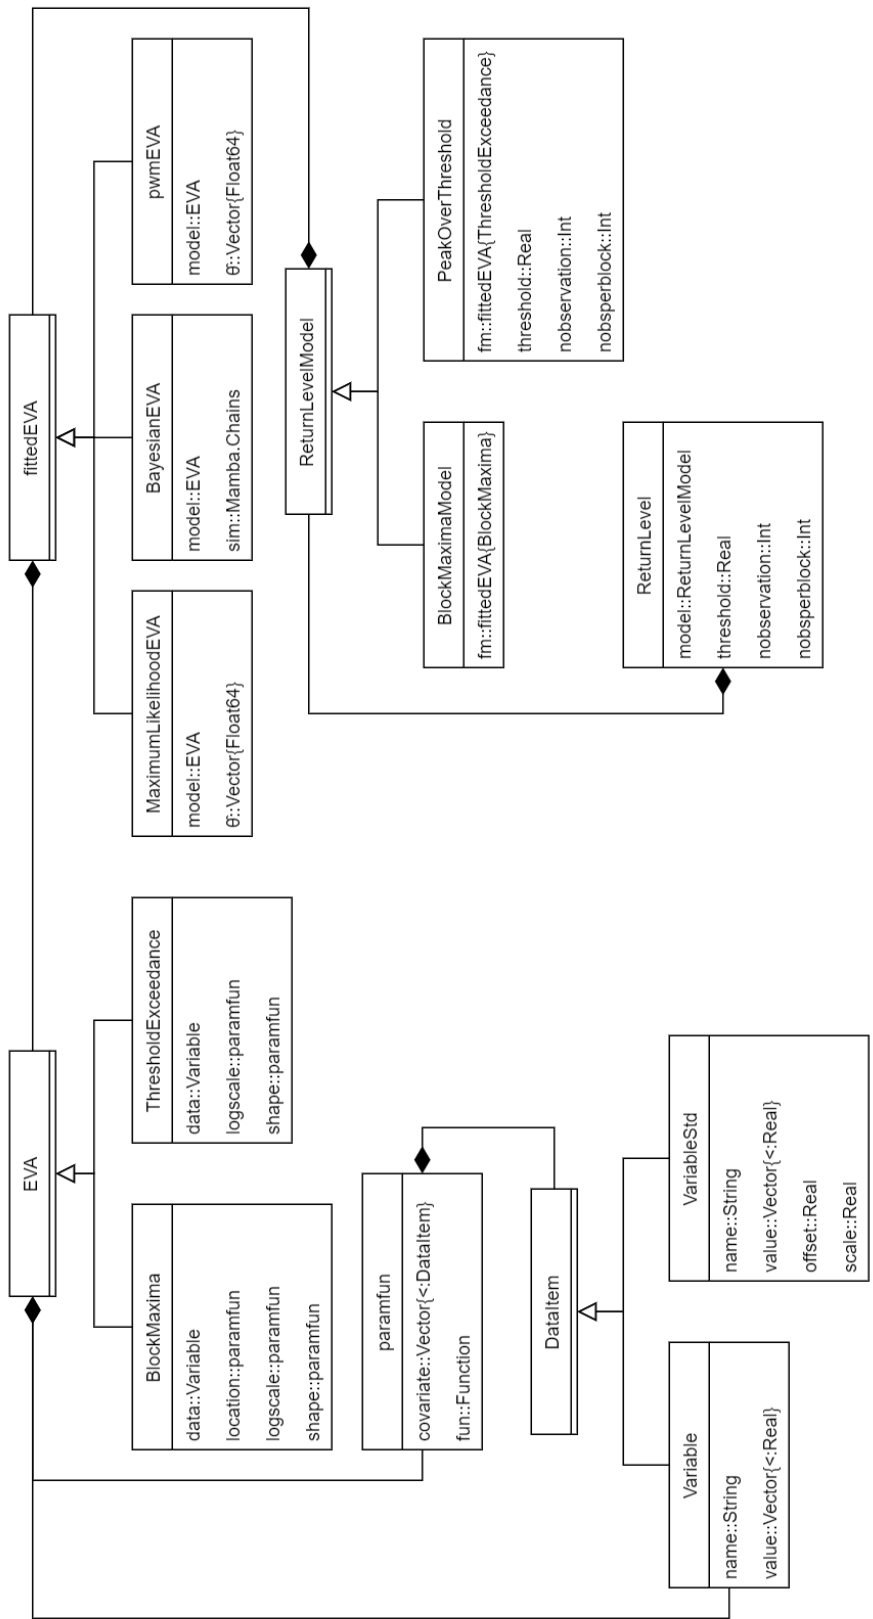 EVA
fittedEVA
BlockMaxima
data::Variable
location::paramfun
logscale::paramfun
shape::paramfun
ThresholdExceedance
data::Variable
logscale::paramfun
shape::paramfun
MaximumLikelihoodEVA
model::EVA
θ̂::Vector{Float64}
BayesianEVA
model::EVA
sim::Mamba.Chains
pwmEVA
model::EVA
θ̂::Vector{Float64}
paramfun
covariate::Vector{<:DataItem}
fun::Function
ReturnLevelModel
DataItem
BlockMaximaModel
fm::fittedEVA{BlockMaxima}
PeakOverThreshold
fm::fittedEVA{ThresholdExceedance}
threshold::Real
nobservation::Int
nobsperblock::Int
Variable
name::String
value::Vector{<:Real}
VariableStd
name::String
value::Vector{<:Real}
offset::Real
scale::Real
ReturnLevel
model::ReturnLevelModel
threshold::Real
nobservation::Int
nobsperblock::Int